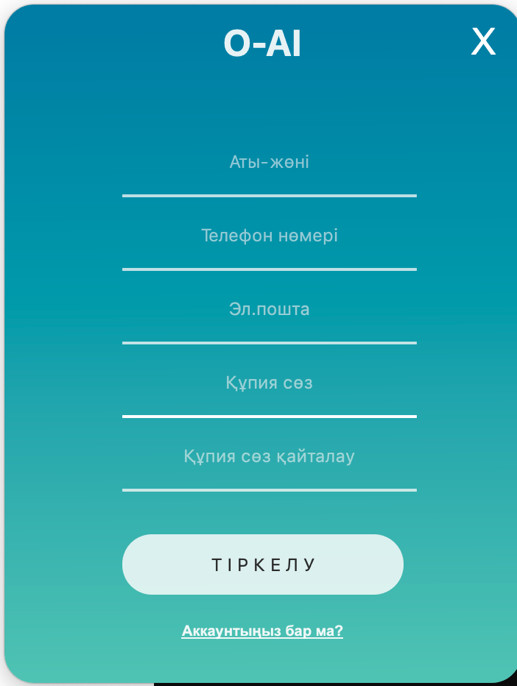 O-AI
X
Аты-жөні
Телефон нөмері
Эл.пошта
Құпия сөз
Құпия сөз қайталау
ТІРКЕЛУ
Аккаунтыңыз бар ма?